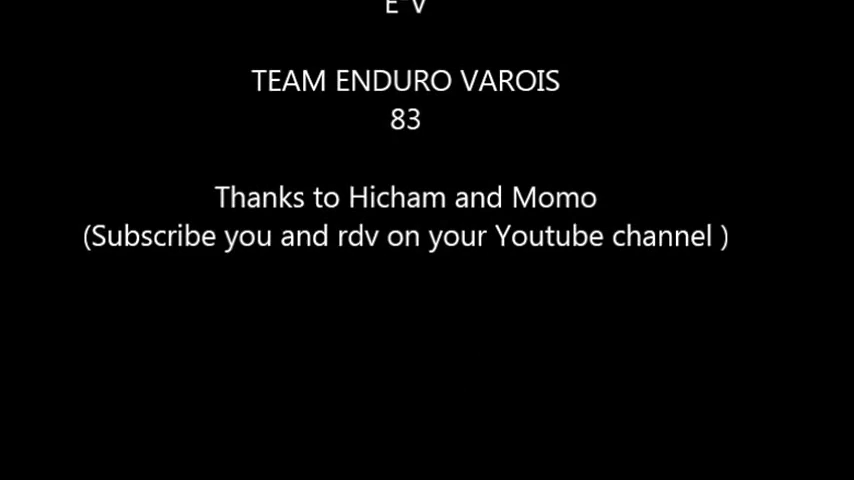 E*V
TEAM ENDURO VAROIS
83
Thanks to Hicham and Momo
(Subscribe you and rdv on your Youtube channel )